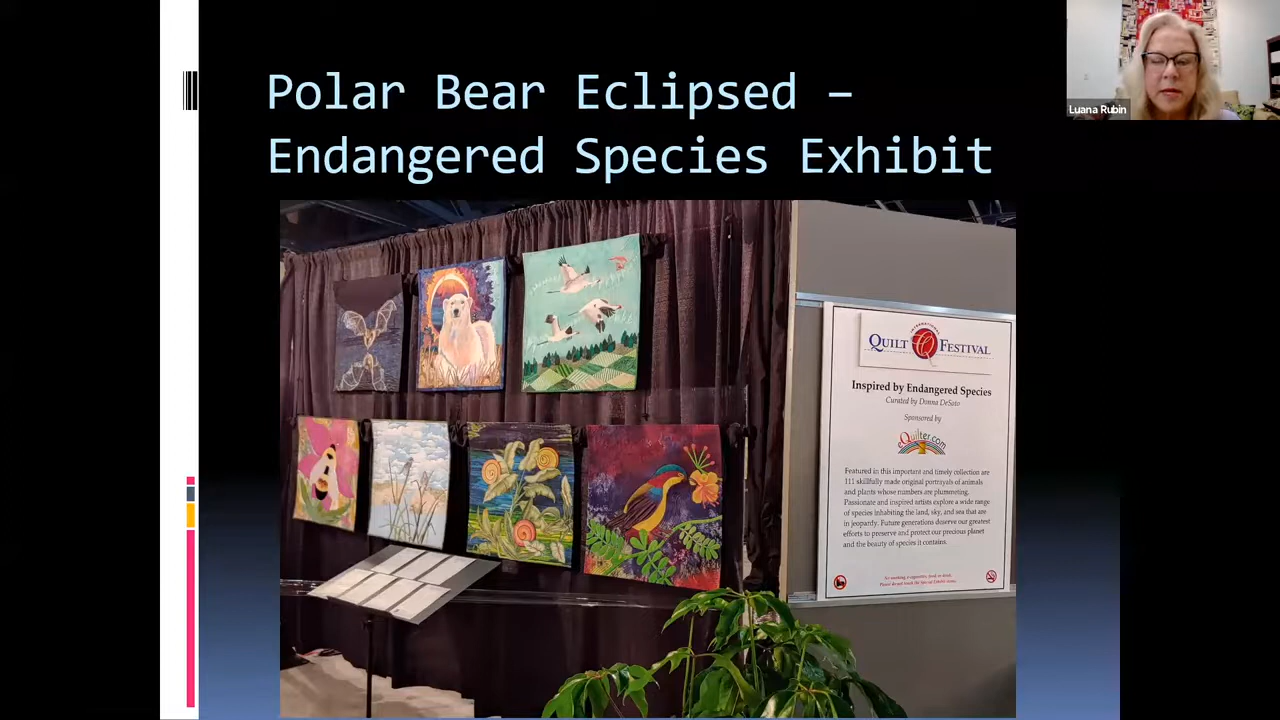 Polar Bear Eclipsed –
Endangered Species Exhibit
Luana Rubin
INTERNATIONAL
QUILT FESTIVAL
Inspired by Endangered Species
Curated by Donna DeSoto
Sponsored by
eQuilter.com
Featured in this important and timely collection are
111 skillfully made original portrayals of animals
and plants whose numbers are plummeting.
Passionate and inspired artists explore a wide range
of species inhabiting the land, sky, and sea that are
in jeopardy. Future generations deserve our greatest
efforts to preserve and protect our precious planet
and the beauty of species it contains.